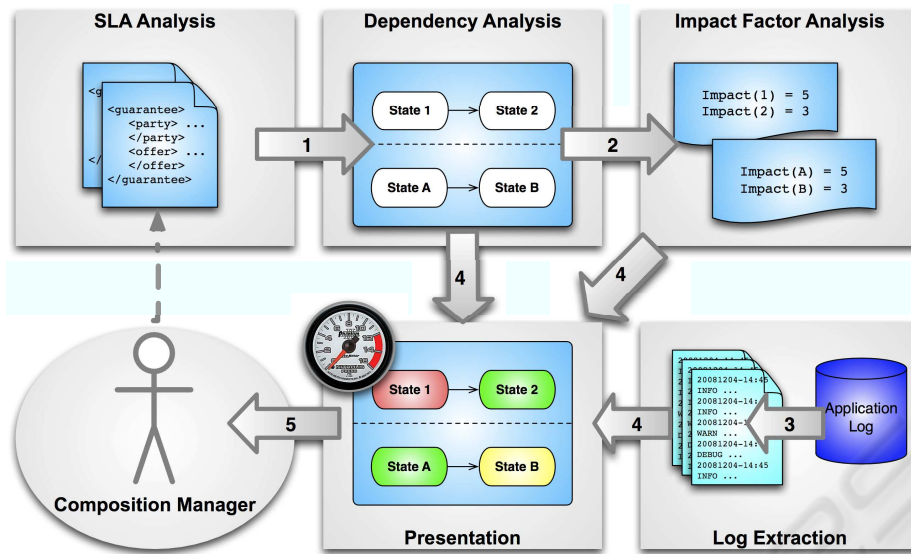 SLA Analysis
<guarantee>
<party> ...
</party>
<offer> ...
</offer>
</guarantee>
1
Dependency Analysis
State 1
State 2
State A
State B
2
Impact Factor Analysis
Impact(1) = 5
Impact(2) = 3
Impact(A) = 5
Impact(B) = 3
4
4
Composition Manager
5
State 1
State 2
State A
State B
Presentation
4
20081204-14:45
INFO ...
20081204-14:
INFO ...
20081204-1
WARN ...
20081204-14:
DEBUG ...
20081204-14:45
INFO ...
3
Application
Log
Log Extraction